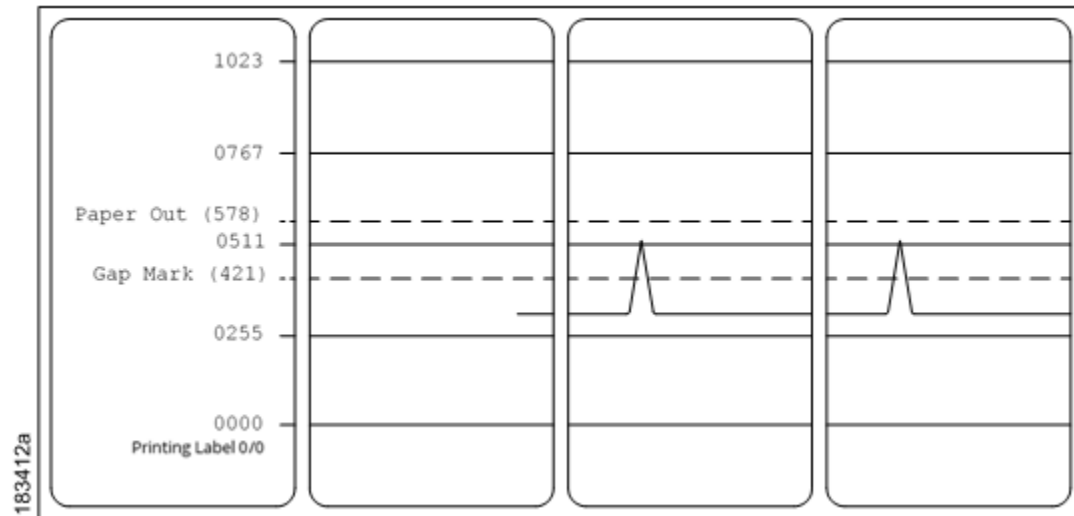 1023
0767
Paper Out (578)
0511
Gap Mark (421)
0255
0000
Printing Label 0/0
183412a